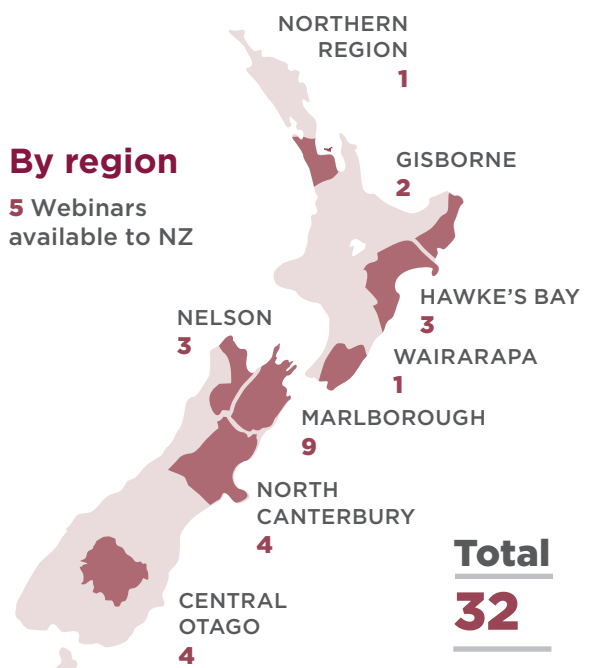 NORTHERN
REGION
1
By region
5 Webinars
available to NZ
GISBORNE
2
HAWKE’S BAY
3
NELSON
3
WAIRARAPA
1
MARLBOROUGH
9
NORTH
CANTERBURY
4
CENTRAL
OTAGO
4
Total
32